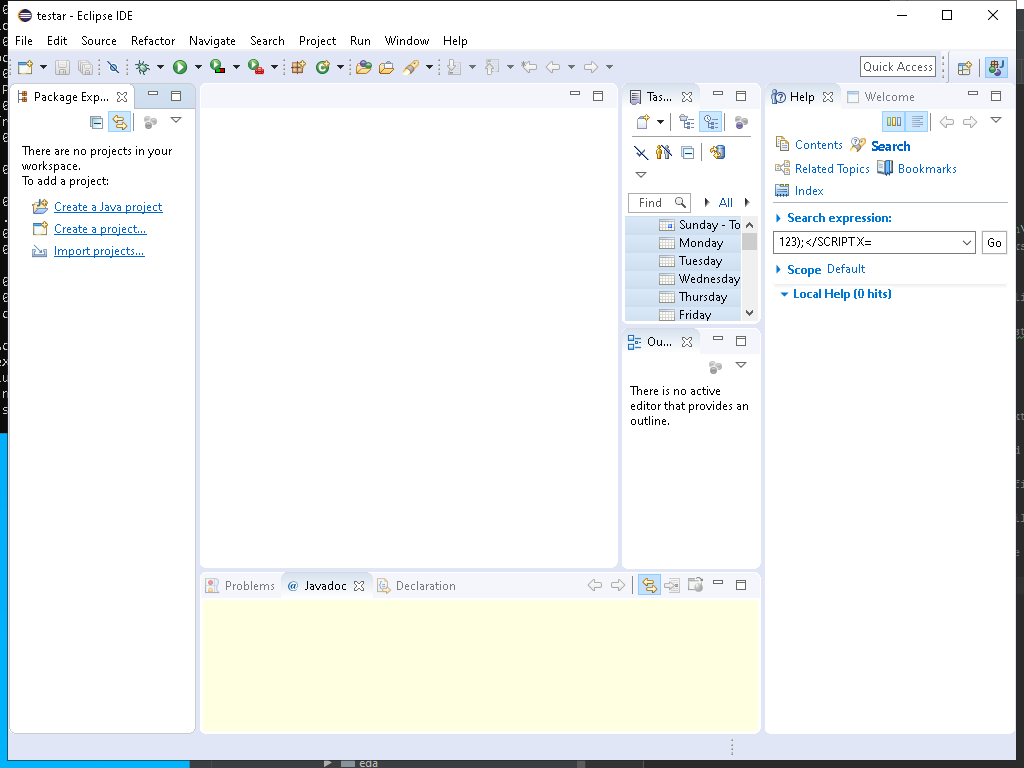 testar - Eclipse IDE
File Edit Source Refactor Navigate Search Project Run Window Help
Quick Access
Package Exp...
There are no projects in your
workspace.
To add a project:
Create a Java project
Create a project...
Import projects...
Tas...
Find
All
Sunday - To
Monday
Tuesday
Wednesday
Thursday
Friday
Ou...
There is no active
editor that provides an
outline.
Help Welcome
Contents Search
Related Topics Bookmarks
Index
Search expression:
123);</SCRIPT X=
Go
Scope Default
Local Help (0 hits)
Problems @ Javadoc Declaration
eda